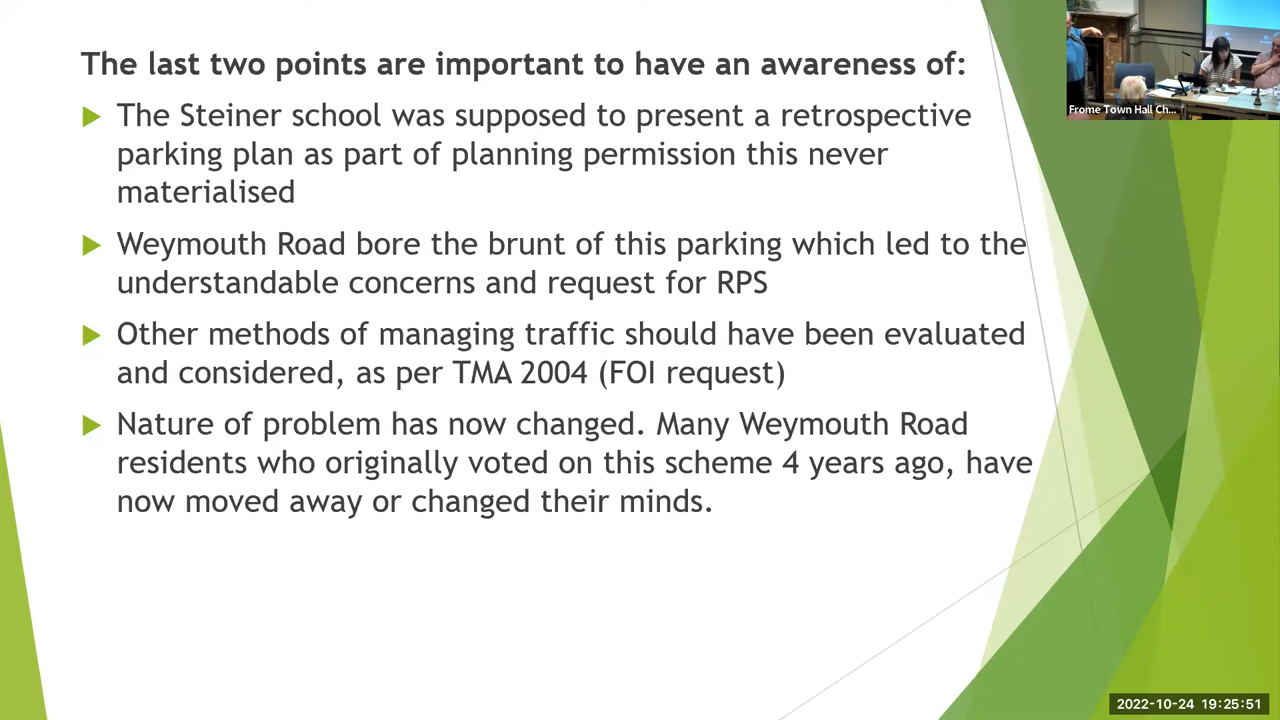 The last two points are important to have an awareness of:
The Steiner school was supposed to present a retrospective
parking plan as part of planning permission this never
materialised
Weymouth Road bore the brunt of this parking which led to the
understandable concerns and request for RPS
Other methods of managing traffic should have been evaluated
and considered, as per TMA 2004 (FOI request)
Nature of problem has now changed. Many Weymouth Road
residents who originally voted on this scheme 4 years ago, have
now moved away or changed their minds.
Frome Town Hall Ch...
2022-10-24 19:25:51